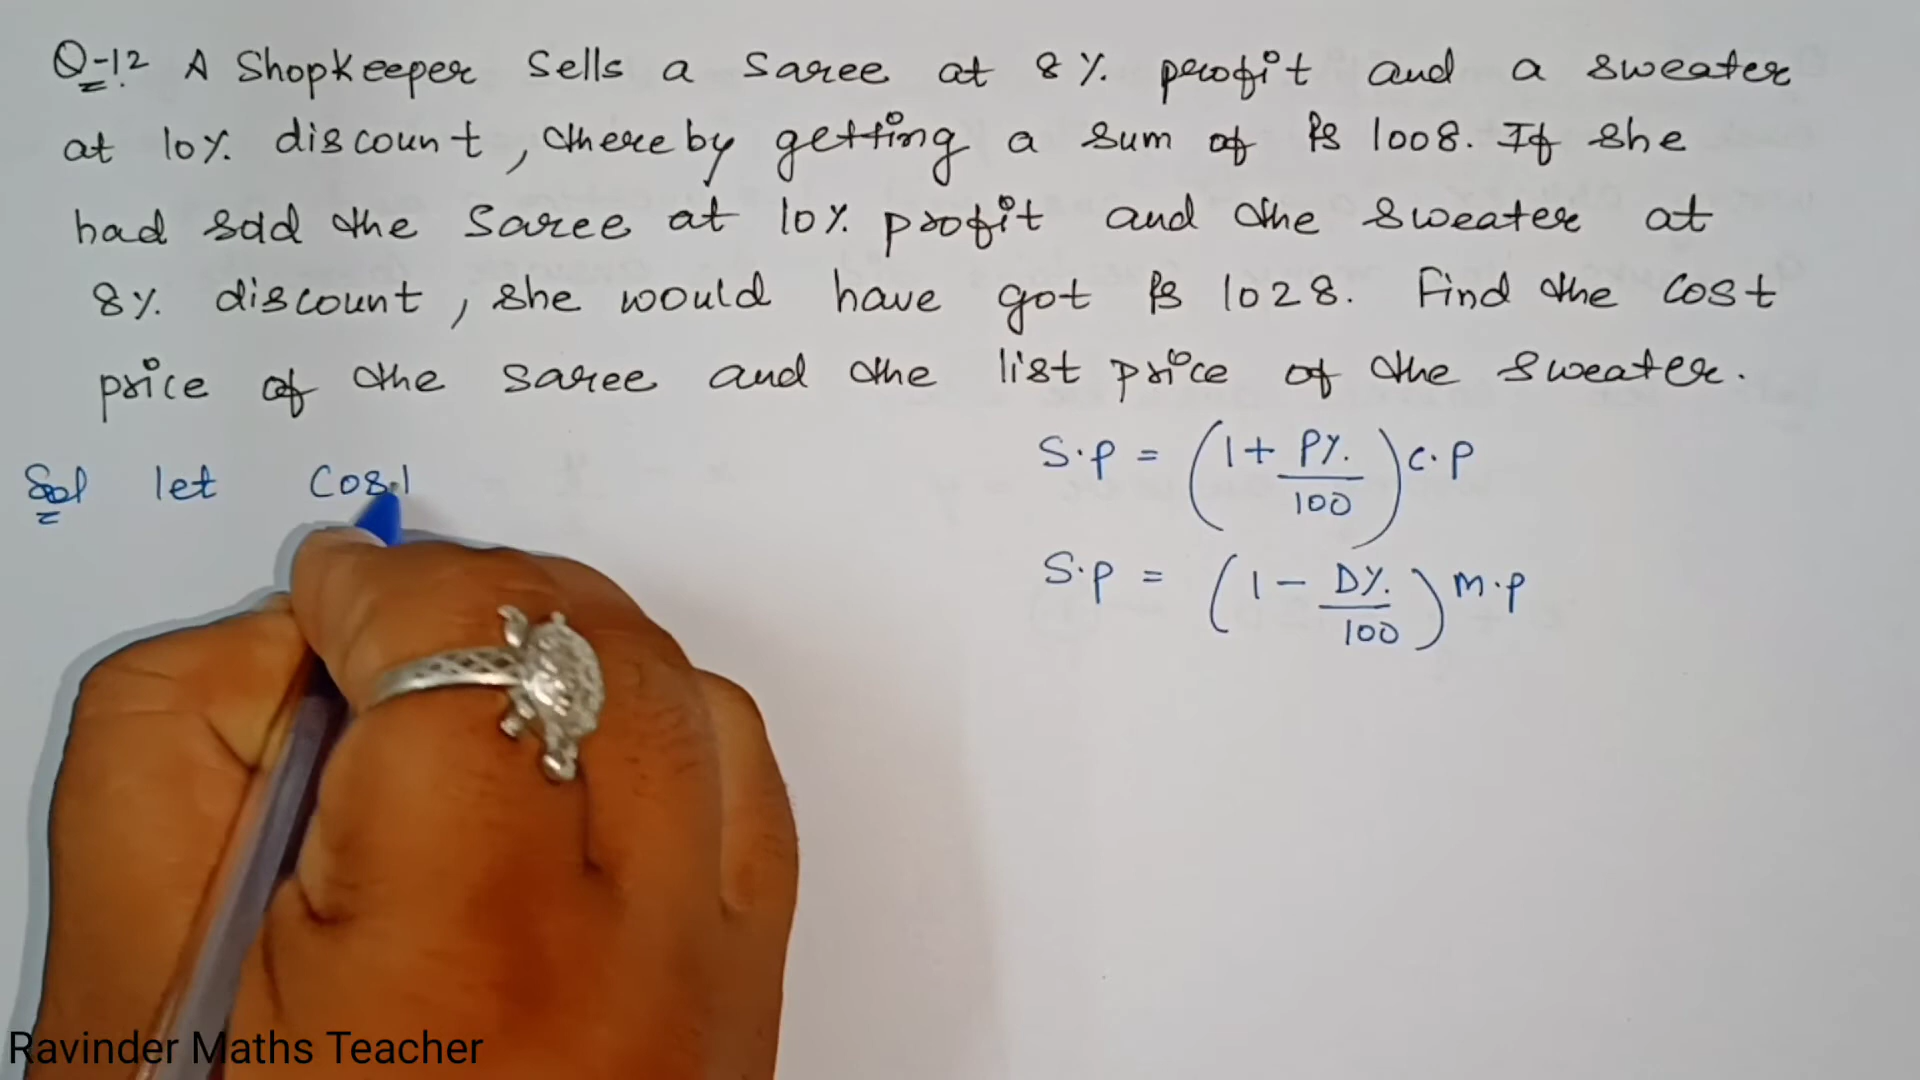 Q-12 A Shopkeeper sells a saree at 8% profit and a sweater
at 10% discount, thereby getting a sum of Rs 1008. If she
had sold the saree at 10% profit and the sweater at
8% discount, she would have got Rs 1028. Find the cost
price of the saree and the list price of the sweater.
S.P = (1 + P%/100) C.P
Sol let Cos
S.P = (1 - D%/100) M.P
Ravinder Maths Teacher